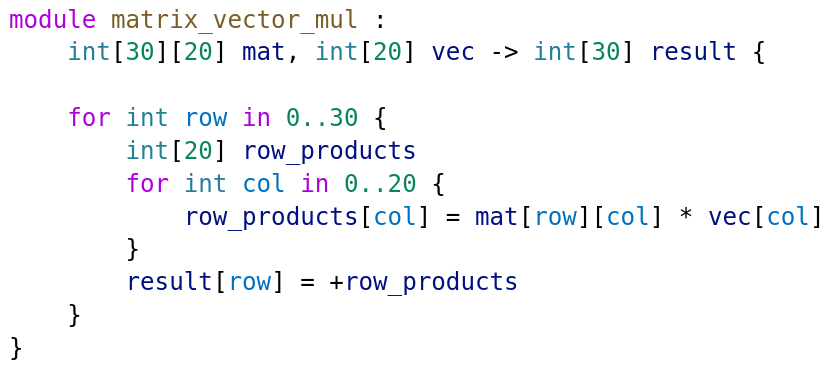 module matrix_vector_mul :
    int[30][20] mat, int[20] vec -> int[30] result {

    for int row in 0..30 {
        int[20] row_products
        for int col in 0..20 {
            row_products[col] = mat[row][col] * vec[col]
        }
        result[row] = +row_products
    }
}